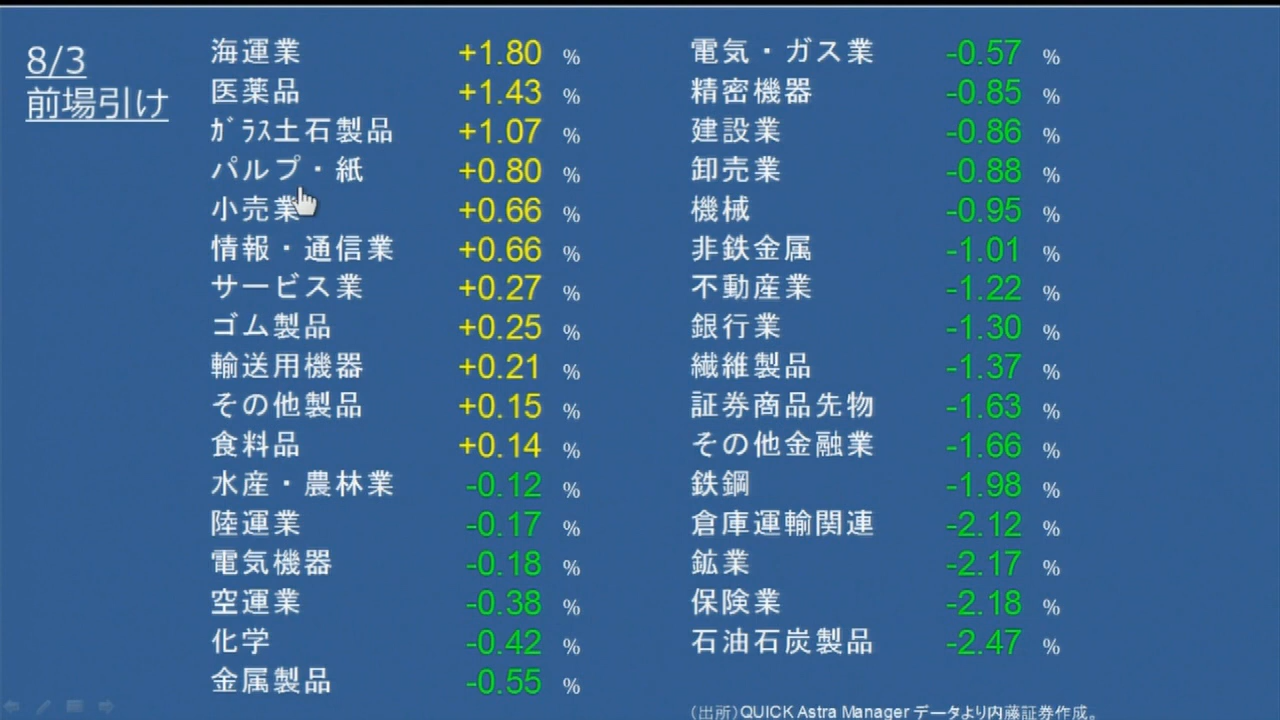 8/3
前場引け
海運業 +1.80 %
医薬品 +1.43 %
ｶﾞﾗｽ土石製品 +1.07 %
パルプ・紙 +0.80 %
小売業 +0.66 %
情報・通信業 +0.66 %
サービス業 +0.27 %
ゴム製品 +0.25 %
輸送用機器 +0.21 %
その他製品 +0.15 %
食料品 +0.14 %
水産・農林業 -0.12 %
陸運業 -0.17 %
電気機器 -0.18 %
空運業 -0.38 %
化学 -0.42 %
金属製品 -0.55 %
電気・ガス業 -0.57 %
精密機器 -0.85 %
建設業 -0.86 %
卸売業 -0.88 %
機械 -0.95 %
非鉄金属 -1.01 %
不動産業 -1.22 %
銀行業 -1.30 %
繊維製品 -1.37 %
証券商品先物 -1.63 %
その他金融業 -1.66 %
鉄鋼 -1.98 %
倉庫運輸関連 -2.12 %
鉱業 -2.17 %
保険業 -2.18 %
石油石炭製品 -2.47 %
（出所）QUICK Astra Manager データより内藤証券作成。